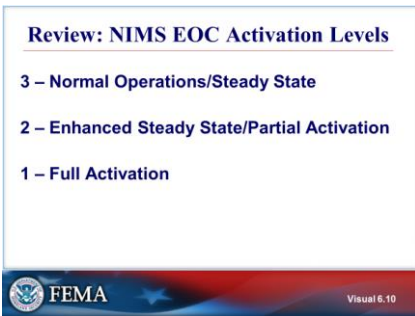 Review: NIMS EOC Activation Levels
3 – Normal Operations/Steady State
2 – Enhanced Steady State/Partial Activation
1 – Full Activation
FEMA
Visual 6.10